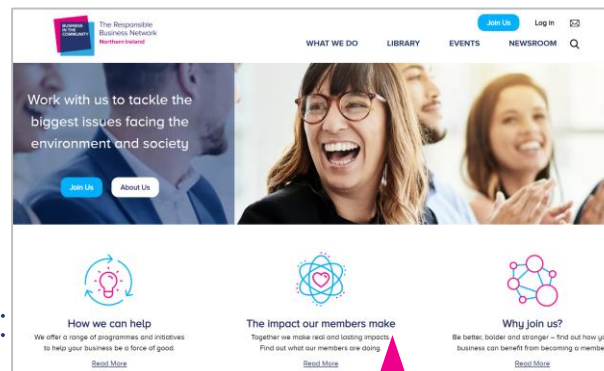 BUSINESS
IN THE
COMMUNITY
The Responsible
Business Network
Northern Ireland
Join Us
Log in
WHAT WE DO
LIBRARY
EVENTS
NEWSROOM
Work with us to tackle the
biggest issues facing the
environment and society
Join Us
About Us
How we can help
We offer a range of programmes and initiatives
to help your business be a force of good.
Read More
The impact our members make
Together we make real and lasting impacts.
Find out what our members are doing.
Read More
Why join us?
Be better, bolder and stronger – find out how
business can benefit from becoming a
Read More